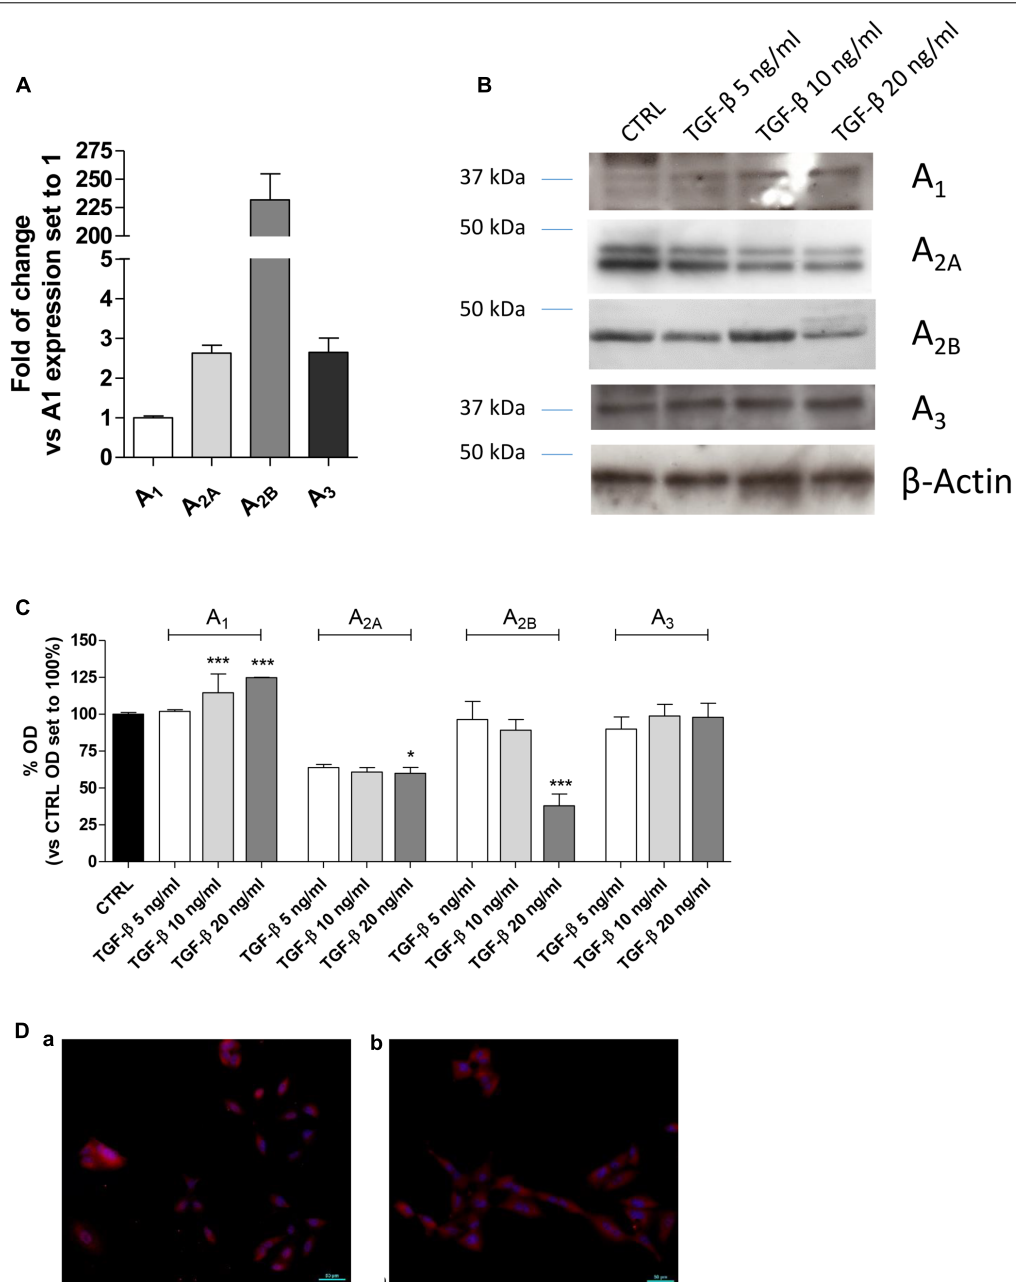 A
Fold of change
vs A1 expression set to 1
275
250
225
200
5
4
3
2
1
0
A1
A2A
A2B
A3
B
CTRL
TGF-β 5 ng/ml
TGF-β 10 ng/ml
TGF-β 20 ng/ml
37 kDa
A1
50 kDa
A2A
50 kDa
A2B
37 kDa
A3
50 kDa
β-Actin
C
% OD
(vs CTRL OD set to 100%)
150
125
100
75
50
25
0
A1
A2A
A2B
A3
***
***
*
***
CTRL
TGF-β 5 ng/ml
TGF-β 10 ng/ml
TGF-β 20 ng/ml
TGF-β 5 ng/ml
TGF-β 10 ng/ml
TGF-β 20 ng/ml
TGF-β 5 ng/ml
TGF-β 10 ng/ml
TGF-β 20 ng/ml
TGF-β 5 ng/ml
TGF-β 10 ng/ml
TGF-β 20 ng/ml
D
a
b